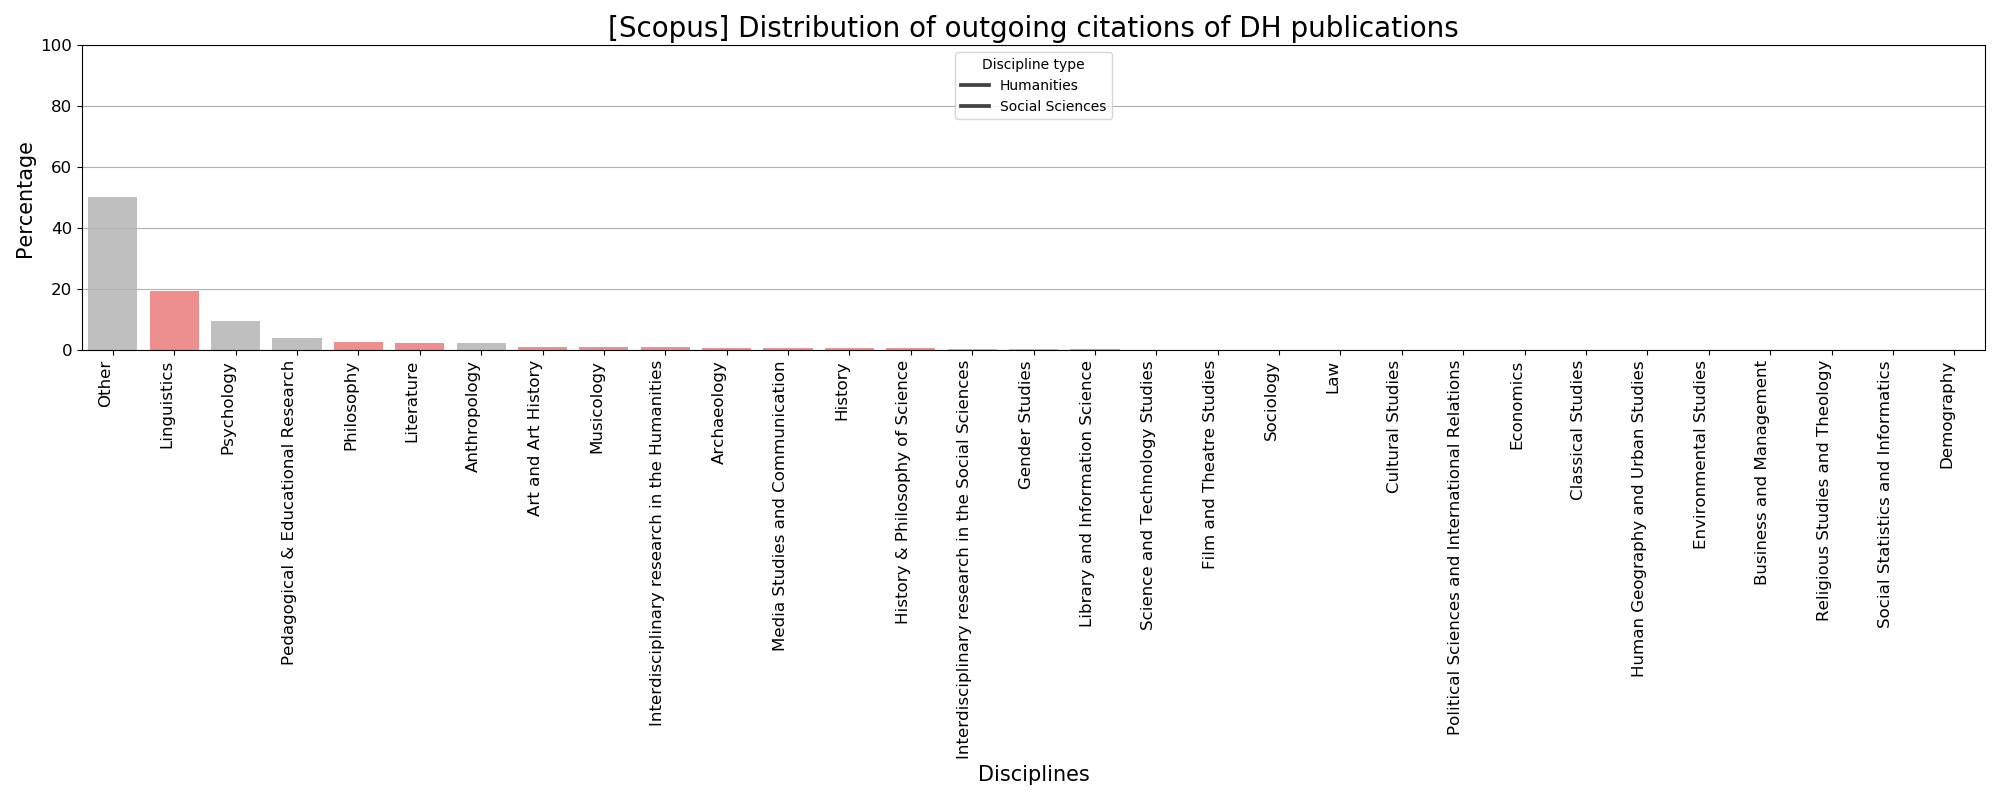 [Scopus] Distribution of outgoing citations of DH publications
Discipline type
Humanities
Social Sciences
Percentage
100
80
60
40
20
0
Other
Linguistics
Psychology
Pedagogical & Educational Research
Philosophy
Literature
Anthropology
Art and Art History
Musicology
Interdisciplinary research in the Humanities
Archaeology
Media Studies and Communication
History
History & Philosophy of Science
Interdisciplinary research in the Social Sciences
Gender Studies
Library and Information Science
Science and Technology Studies
Film and Theatre Studies
Sociology
Law
Cultural Studies
Political Sciences and International Relations
Economics
Classical Studies
Human Geography and Urban Studies
Environmental Studies
Business and Management
Religious Studies and Theology
Social Statistics and Informatics
Demography
Disciplines